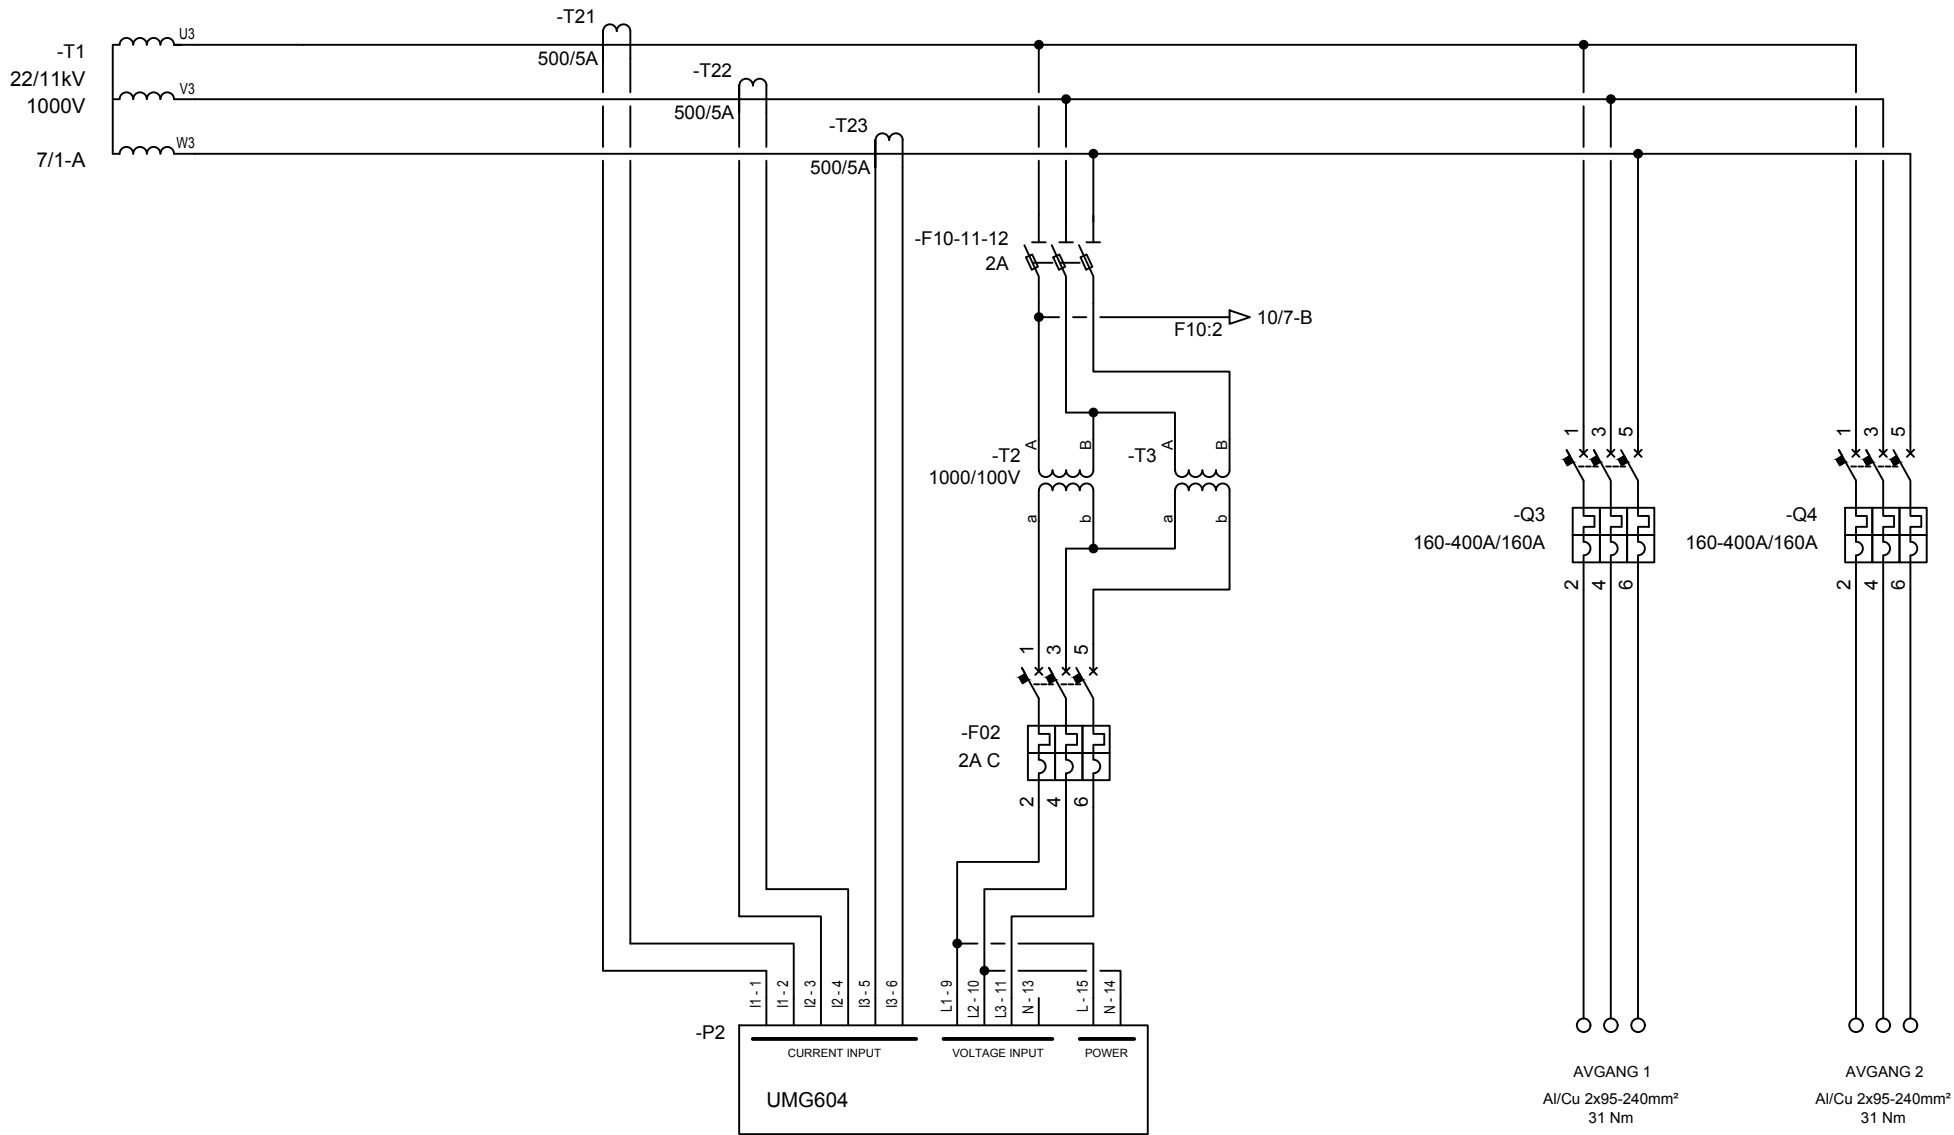 -T21
U3
-T1
500/5A
22/11kV
-T22
V3
1000V
500/5A
-T23
W3
7/1-A
500/5A
-F10-11-12
2A
F10:2
10/7-B
-T2
1000/100V
A
B
-T3
A
B
a
b
a
b
1
3
5
-Q3
160-400A/160A
2
4
6
1
3
5
-Q4
160-400A/160A
2
4
6
1
3
5
-F02
2A C
2
4
6
I1 - 1
I1 - 2
I2 - 3
I2 - 4
I3 - 5
I3 - 6
L1 - 9
L2 - 10
L3 - 11
N - 13
L - 15
N - 14
-P2
CURRENT INPUT
VOLTAGE INPUT
POWER
UMG604
AVGANG 1
Al/Cu 2x95-240mm²
31 Nm
AVGANG 2
Al/Cu 2x95-240mm²
31 Nm